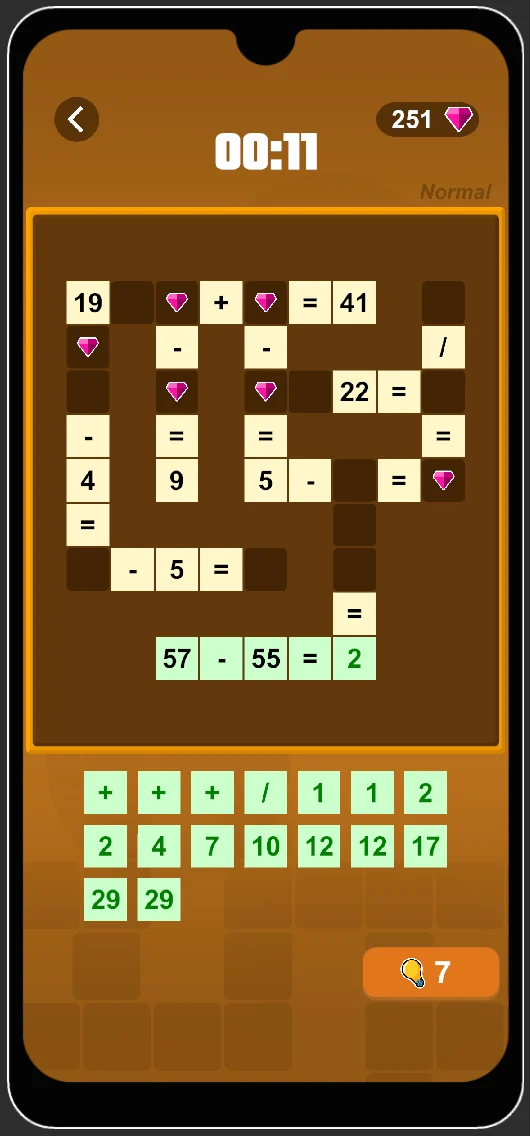 251
00:11
Normal
19 + = 41
- - /
22 =
- = = =
4 9 5 - =
=
- 5 =
=
57 - 55 = 2
+ + + / 1 1 2
2 4 7 10 12 12 17
29 29
7